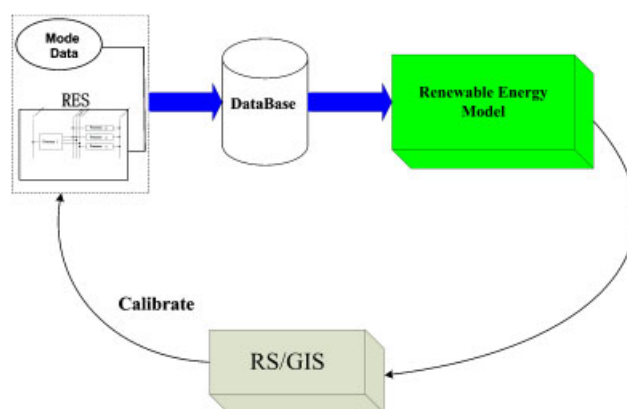 Mode
Data
RES
DataBase
Renewable Energy
Model
Calibrate
RS/GIS